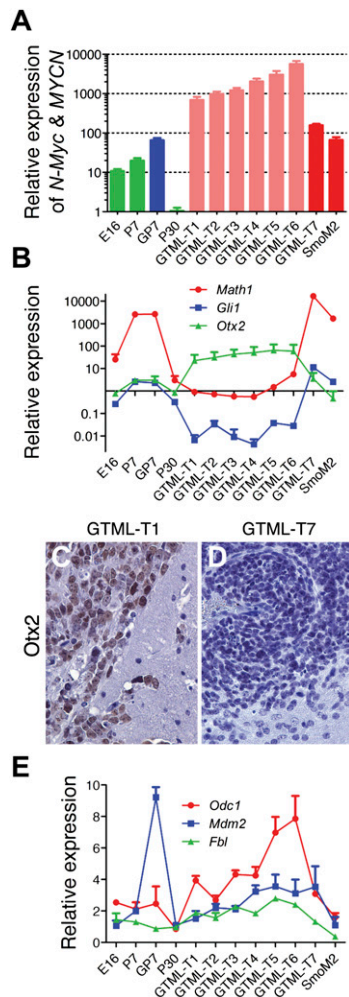 A
Relative expression
of N-Myc & MYCN
10000
1000
100
10
1
E16
P7
GP7
P30
GTML-T1
GTML-T2
GTML-T3
GTML-T4
GTML-T5
GTML-T6
GTML-T7
SmoM2
B
Relative expression
Math1
Gli1
Otx2
10000
1000
100
10
0.1
0.01
E16
P7
GP7
P30
GTML-T1
GTML-T2
GTML-T3
GTML-T4
GTML-T5
GTML-T6
GTML-T7
SmoM2
GTML-T1
GTML-T7
Otx2
C
D
E
Relative expression
Odc1
Mdm2
Fbl
10
8
6
4
2
0
E16
P7
GP7
P30
GTML-T1
GTML-T2
GTML-T3
GTML-T4
GTML-T5
GTML-T6
GTML-T7
SmoM2